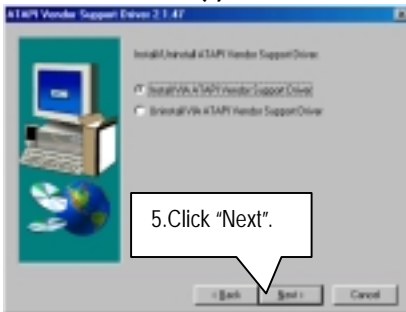 ATAPI Vendor Support Driver 2.1.47
Install/Uninstall ATAPI Vendor Support Driver
Install VIA ATAPI Vendor Support Driver
Uninstall VIA ATAPI Vendor Support Driver
5.Click “Next”.
< Back
Next >
Cancel